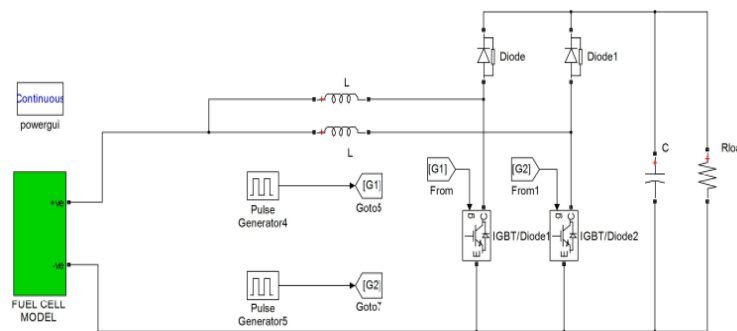 Diode
Diode1
L
Continuous
powergui
L
C
[G1]
From
[G2]
From1
+ve
[G1]
Goto5
Pulse
Generator4
g
C
E
IGBT/Diode1
g
C
E
IGBT/Diode2
-ve
[G2]
Goto7
Pulse
Generator5
FUEL CELL
MODEL